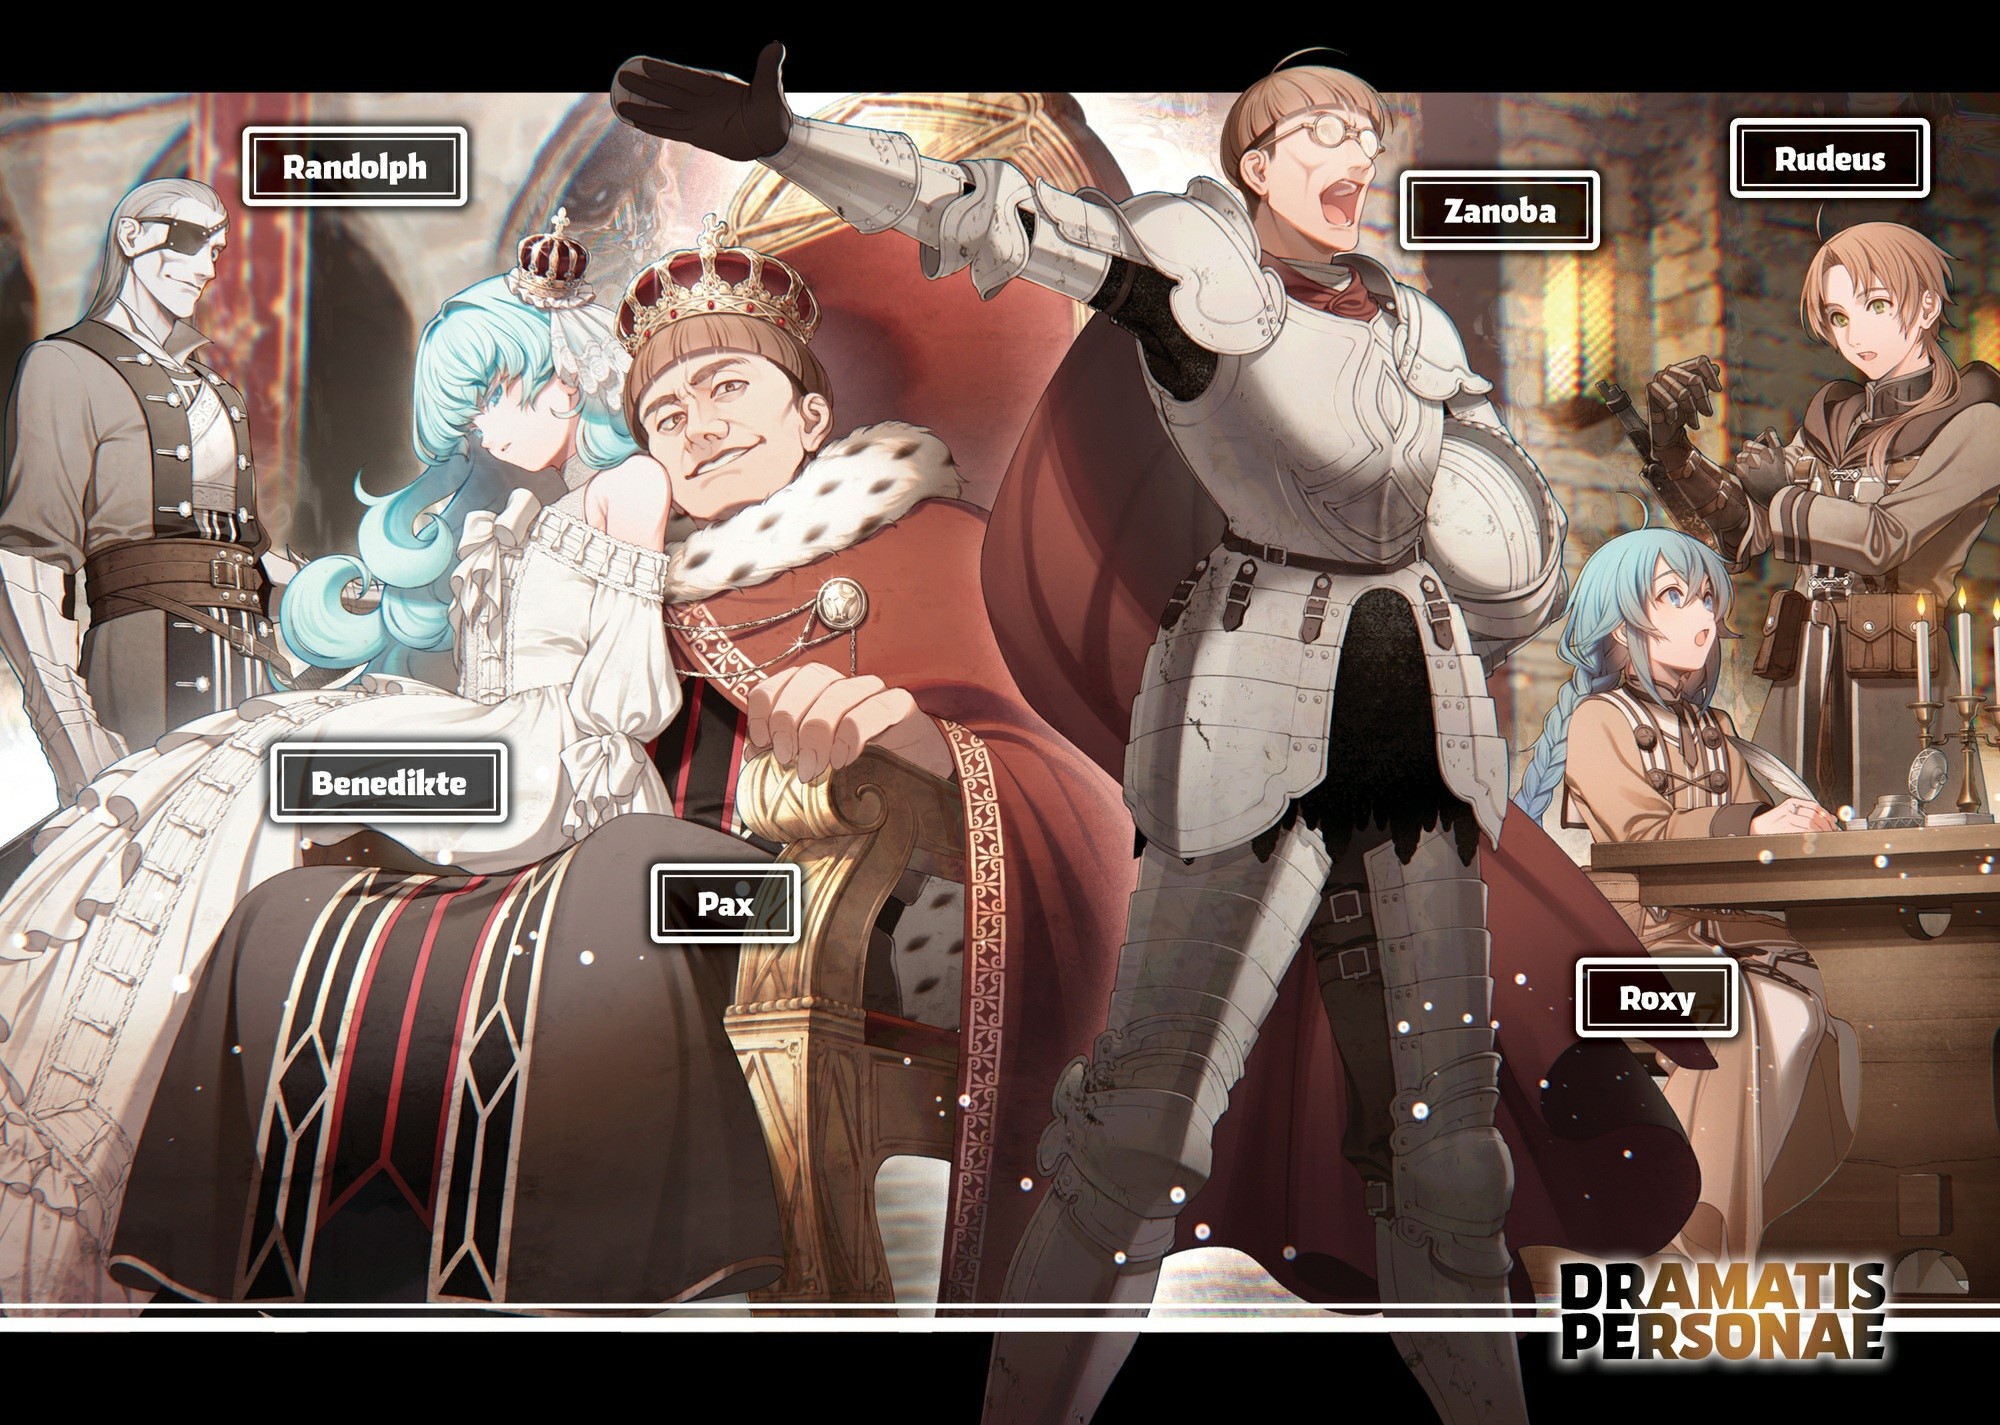 Randolph
Zanoba
Rudeus
Benedikte
Pax
Roxy
DRAMATIS
PERSONAE